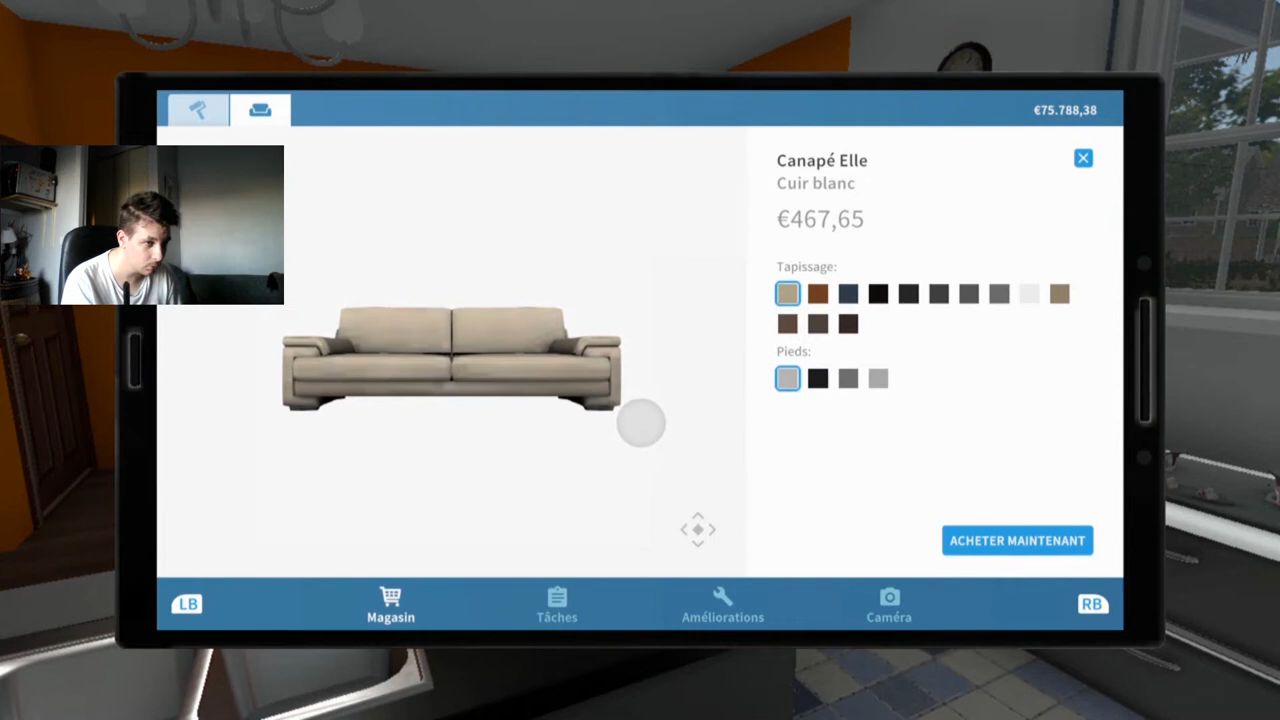 €75.788,38
Canapé Elle
Cuir blanc
€467,65
Tapissage:
Pieds:
ACHETER MAINTENANT
LB
Magasin
Tâches
Améliorations
Caméra
RB